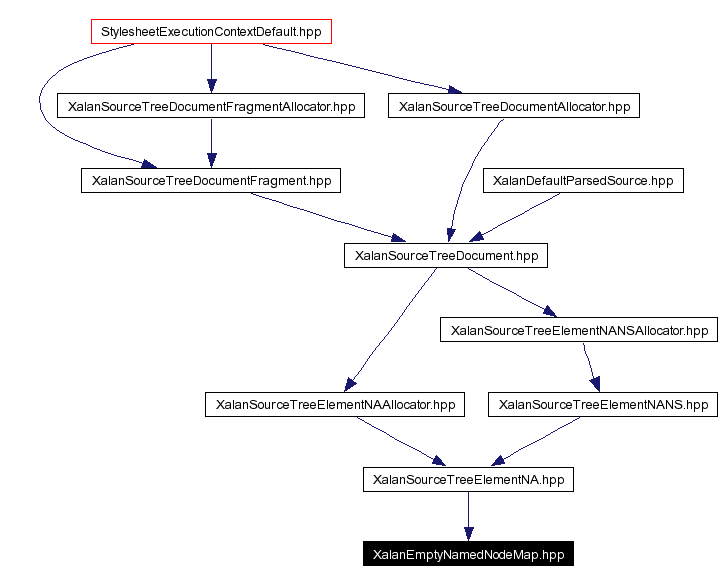 StylesheetExecutionContextDefault.hpp
XalanSourceTreeDocumentFragmentAllocator.hpp
XalanSourceTreeDocumentAllocator.hpp
XalanSourceTreeDocumentFragment.hpp
XalanDefaultParsedSource.hpp
XalanSourceTreeDocument.hpp
XalanSourceTreeElementNANSAllocator.hpp
XalanSourceTreeElementNAAllocator.hpp
XalanSourceTreeElementNANS.hpp
XalanSourceTreeElementNA.hpp
XalanEmptyNamedNodeMap.hpp